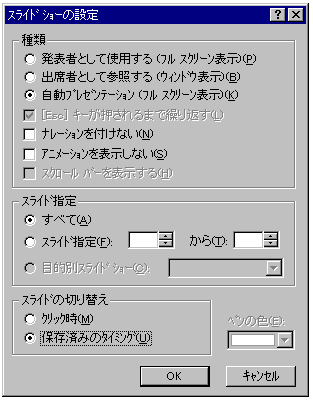 スライド ショーの設定
種類
発表者として使用する (フル スクリーン表示)(P)
出席者として参照する (ウィンドウ表示)(B)
自動プレゼンテーション (フル スクリーン表示)(K)
[Esc] キーが押されるまで繰り返す(L)
ナレーションを付けない(N)
アニメーションを表示しない(S)
スクロール バーを表示する(H)
スライド指定
すべて(A)
スライド指定(F): から(T):
目的別スライド ショー(C):
スライドの切り替え
クリック時(M)
保存済みのタイミング(U)
ペンの色(E):
OK キャンセル